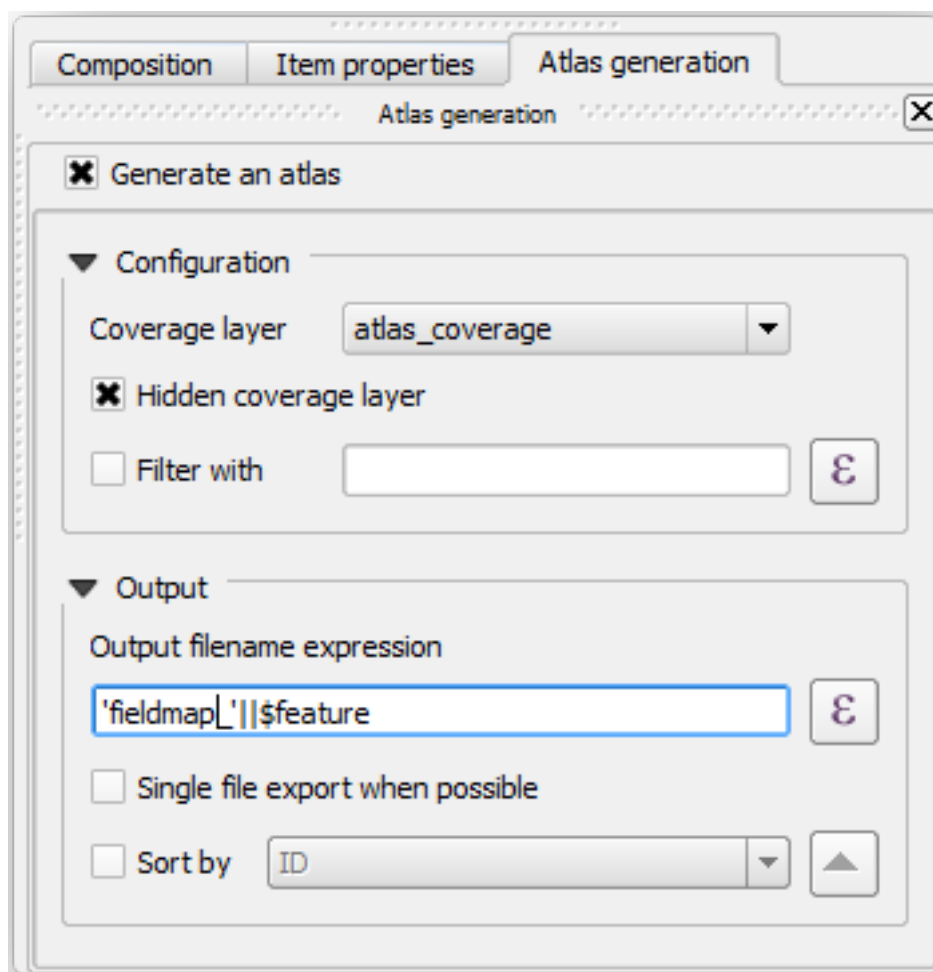 Composition Item properties Atlas generation
Atlas generation
Generate an atlas
Configuration
Coverage layer atlas_coverage
Hidden coverage layer
Filter with ε
Output
Output filename expression
'fieldmap_'||$feature ε
Single file export when possible
Sort by ID